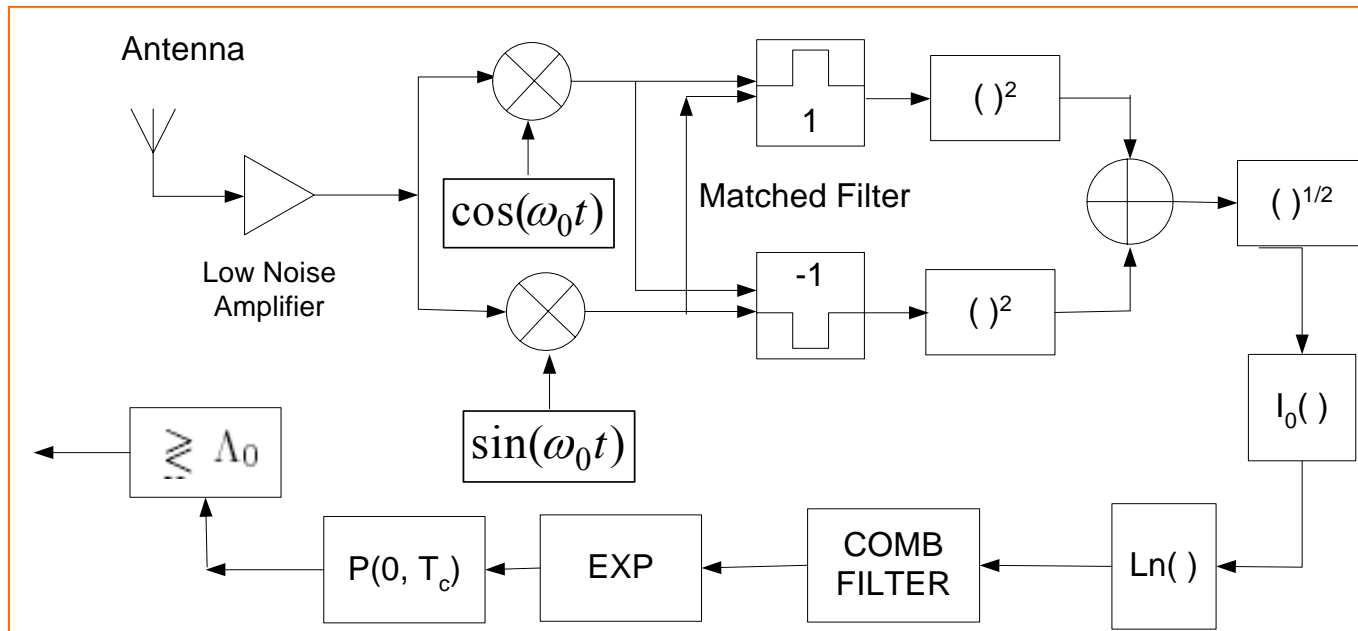 Antenna
( )²
1
Matched Filter
cos(ω₀t)
( )¹/²
Low Noise
Amplifier
-1
( )²
I₀( )
≷ Λ₀
sin(ω₀t)
P(0, T꜀)
EXP
COMB
FILTER
Ln( )